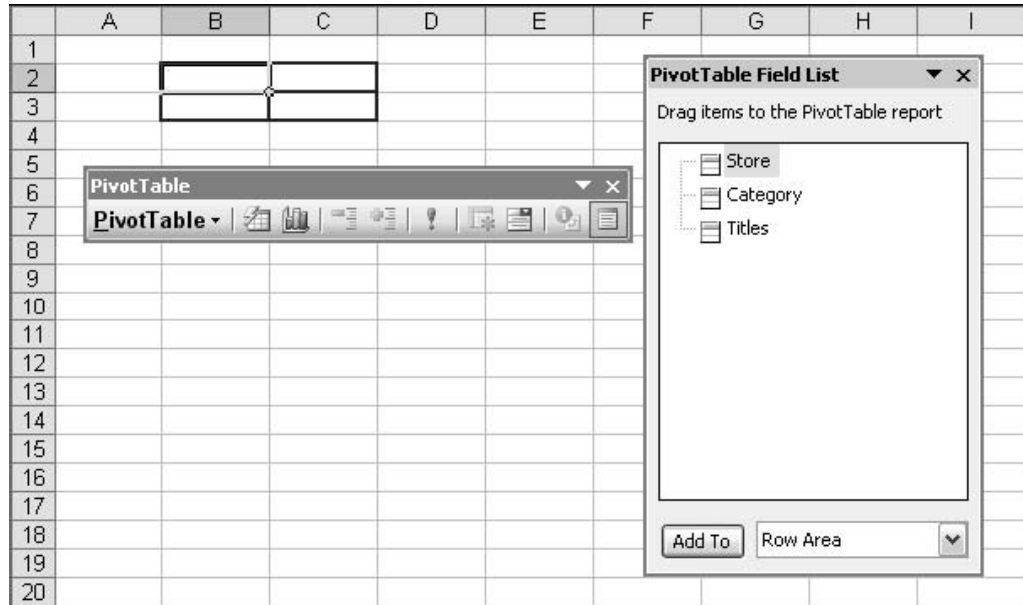 A B C D E F G H I
1
2
3
4
5
6
7
8
9
10
11
12
13
14
15
16
17
18
19
20
PivotTable
PivotTable
PivotTable Field List
Drag items to the PivotTable report
Store
Category
Titles
Add To Row Area